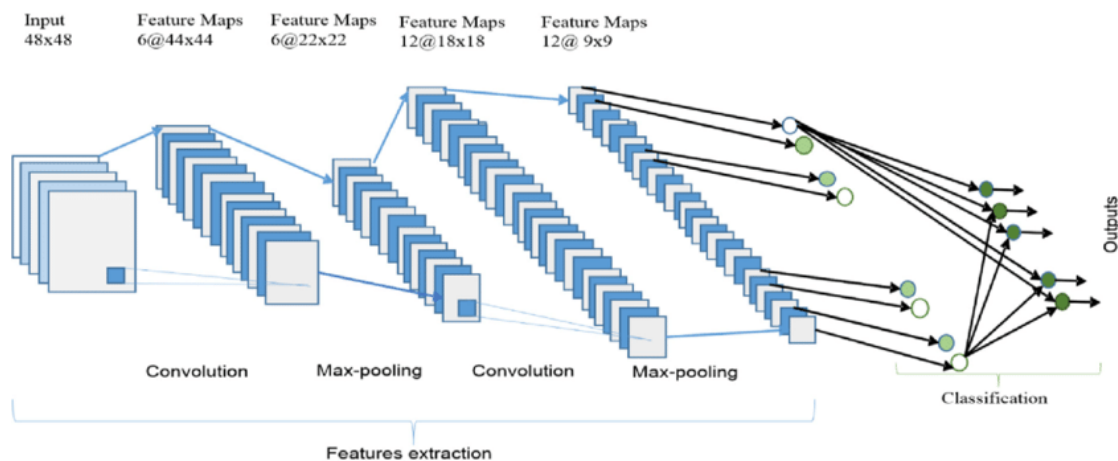 Input
48x48
Feature Maps
6@44x44
Feature Maps
6@22x22
Feature Maps
12@18x18
Feature Maps
12@ 9x9
Outputs
Convolution
Max-pooling
Convolution
Max-pooling
Classification
Features extraction